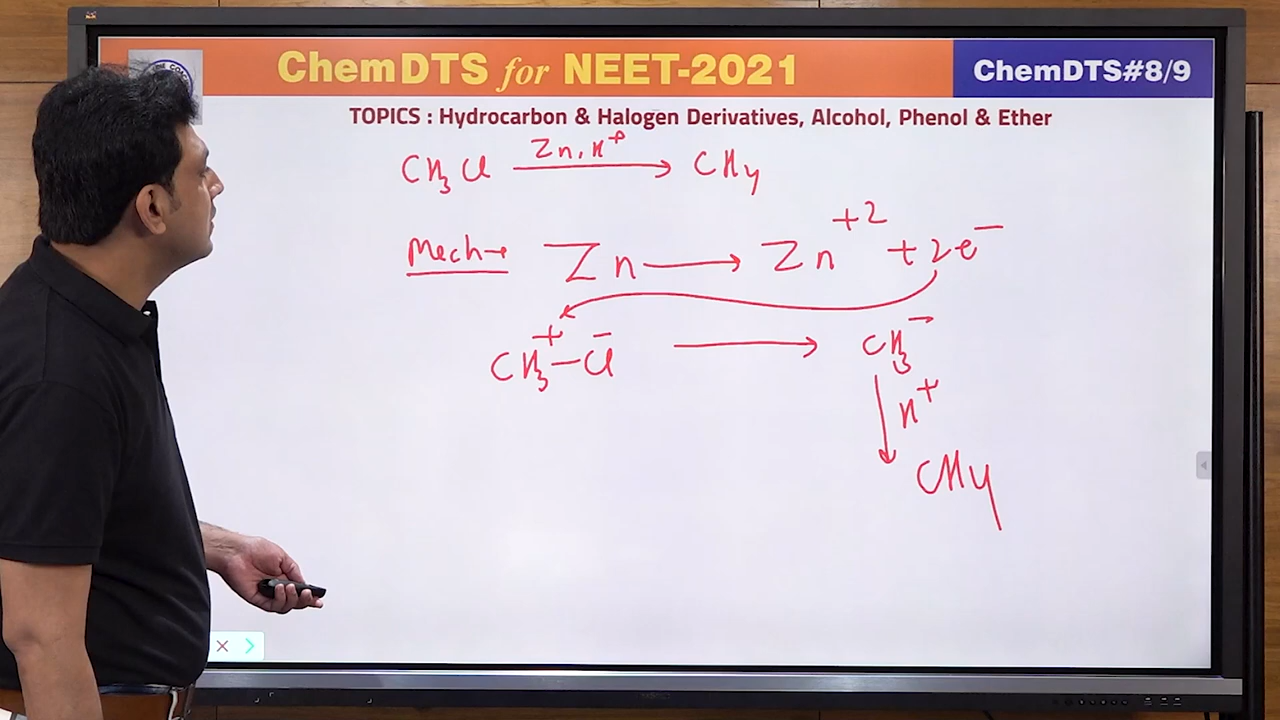 ChemDTS for NEET-2021
ChemDTS#8/9
TOPICS : Hydrocarbon & Halogen Derivatives, Alcohol, Phenol & Ether
CH₃Cl —Zn, H⁺→ CH₄
Mech→ Zn → Zn⁺² + 2e⁻
CH₃⁺–Cl⁻ → CH₃⁻
↓ H⁺
CH₄